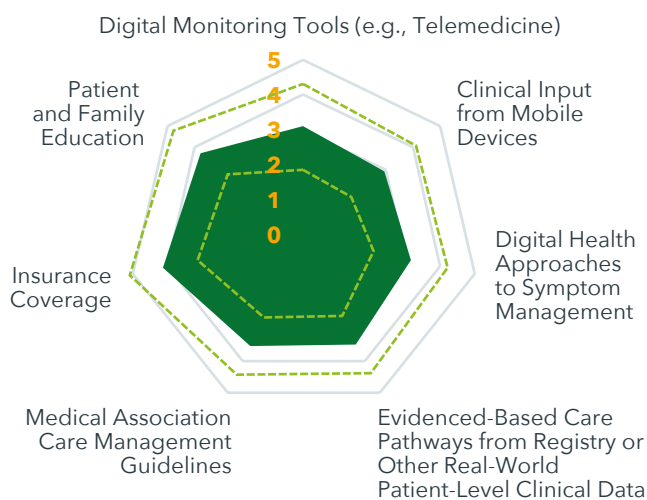 Digital Monitoring Tools (e.g., Telemedicine)
5
4
3
2
1
0
Clinical Input
from Mobile
Devices
Digital Health
Approaches
to Symptom
Management
Evidenced-Based Care
Pathways from Registry or
Other Real-World
Patient-Level Clinical Data
Medical Association
Care Management
Guidelines
Insurance
Coverage
Patient
and Family
Education